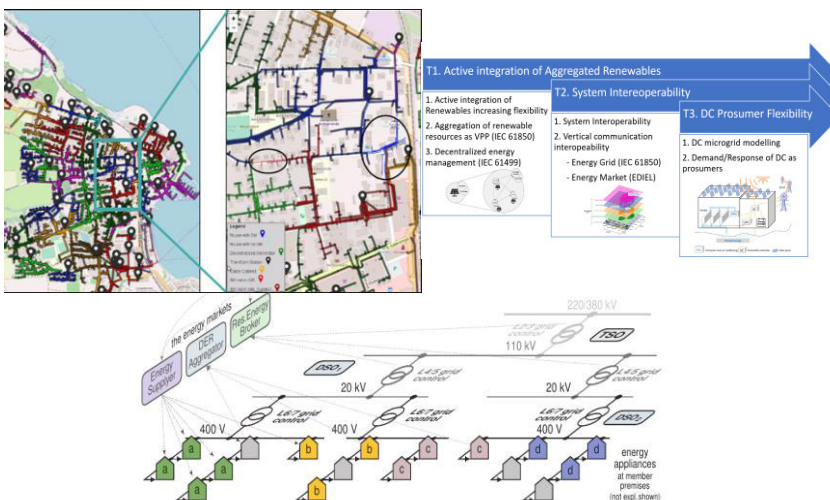 Legend
T1. Active integration of Aggregated Renewables
1. Active integration of
Renewables increasing flexibility
2. Aggregation of renewable
resources as VPP (IEC 61850)
3. Decentralized energy
management (IEC 61499)
T2. System Intereoperability
1. System Interoperability
2. Vertical communication
interopeability
- Energy Grid (IEC 61850)
- Energy Market (EDIEL)
T3. DC Prosumer Flexibility
1. DC microgrid modelling
2. Demand/Response of DC as
prosumers
the energy markets
Energy
Supplyer
DER
Aggregator
Res.Energy
Broker
220/380 kV
L2/3 grid
control
TSO
110 kV
DSO₁
L4/5 grid
control
L4/5 grid
control
20 kV
20 kV
L6/7 grid
control
L6/7 grid
control
L6/7 grid
control
DSO₂
400 V
400 V
400 V
a
b
b
c
c
d
d
a
a
d
a
b
c
d
energy
appliances
at member
premises
(not expl.shown)